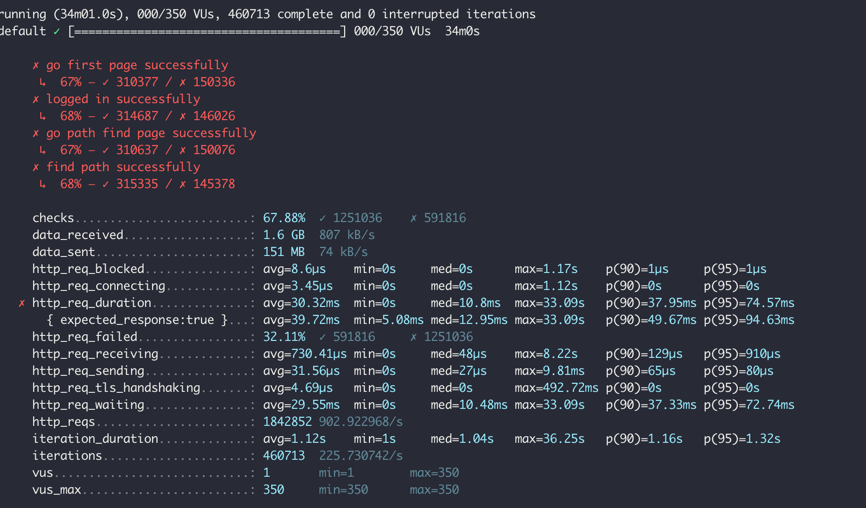 running (34m01.0s), 000/350 VUs, 460713 complete and 0 interrupted iterations
default ✓ [======================================] 000/350 VUs  34m0s
✗ go first page successfully
↳  67% — ✓ 310377 / ✗ 150336
✗ logged in successfully
↳  68% — ✓ 314687 / ✗ 146026
✗ go path find page successfully
↳  67% — ✓ 310637 / ✗ 150076
✗ find path successfully
↳  68% — ✓ 315335 / ✗ 145378
checks.........................: 67.88%  ✓ 1251036    ✗ 591816
data_received..................: 1.6 GB  807 kB/s
data_sent......................: 151 MB  74 kB/s
http_req_blocked...............: avg=8.6µs    min=0s     med=0s      max=1.17s    p(90)=1µs     p(95)=1µs
http_req_connecting............: avg=3.45µs   min=0s     med=0s      max=1.12s    p(90)=0s      p(95)=0s
✗ http_req_duration..............: avg=30.32ms  min=0s     med=10.8ms  max=33.09s   p(90)=37.95ms p(95)=74.57ms
{ expected_response:true }...: avg=39.72ms  min=5.08ms med=12.95ms max=33.09s   p(90)=49.67ms p(95)=94.63ms
http_req_failed................: 32.11%  ✓ 591816     ✗ 1251036
http_req_receiving.............: avg=730.41µs min=0s     med=48µs    max=8.22s    p(90)=129µs   p(95)=910µs
http_req_sending...............: avg=31.56µs  min=0s     med=27µs    max=9.81ms   p(90)=65µs    p(95)=80µs
http_req_tls_handshaking.......: avg=4.69µs   min=0s     med=0s      max=492.72ms p(90)=0s      p(95)=0s
http_req_waiting...............: avg=29.55ms  min=0s     med=10.48ms max=33.09s   p(90)=37.33ms p(95)=72.74ms
http_reqs......................: 1842852 902.922968/s
iteration_duration.............: avg=1.12s    min=1s     med=1.04s   max=36.25s   p(90)=1.16s   p(95)=1.32s
iterations.....................: 460713  225.730742/s
vus............................: 1       min=1        max=350
vus_max........................: 350     min=350      max=350